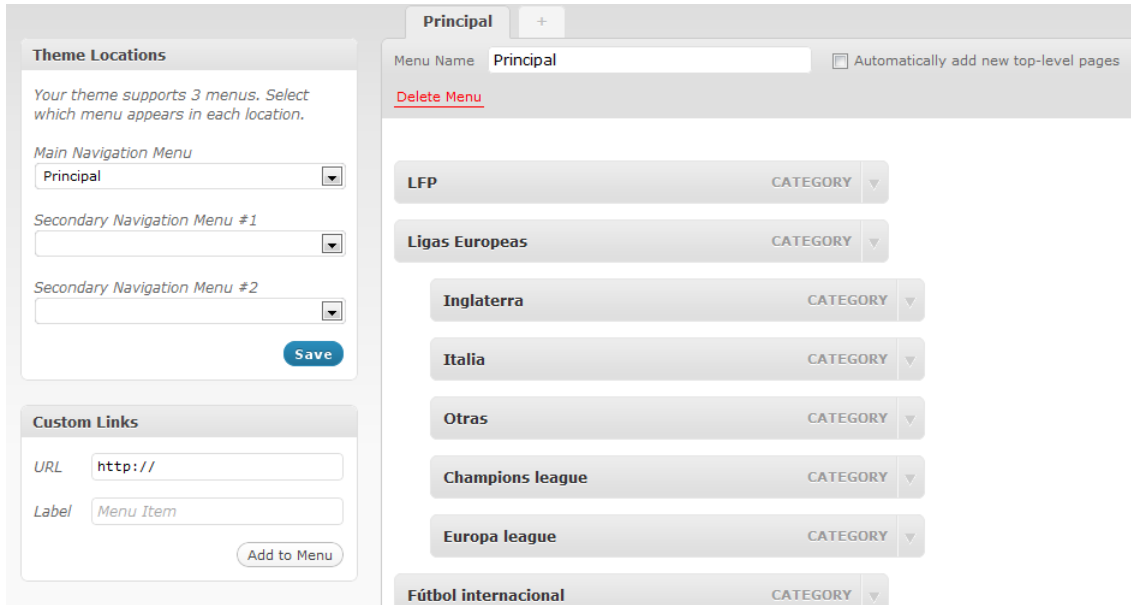 Principal
+
Theme Locations
Your theme supports 3 menus. Select
which menu appears in each location.
Main Navigation Menu
Principal
Secondary Navigation Menu #1
Secondary Navigation Menu #2
Save
Custom Links
URL http://
Label Menu Item
Add to Menu
Menu Name Principal Automatically add new top-level pages
Delete Menu
LFP CATEGORY
Ligas Europeas CATEGORY
Inglaterra CATEGORY
Italia CATEGORY
Otras CATEGORY
Champions league CATEGORY
Europa league CATEGORY
Fútbol internacional CATEGORY